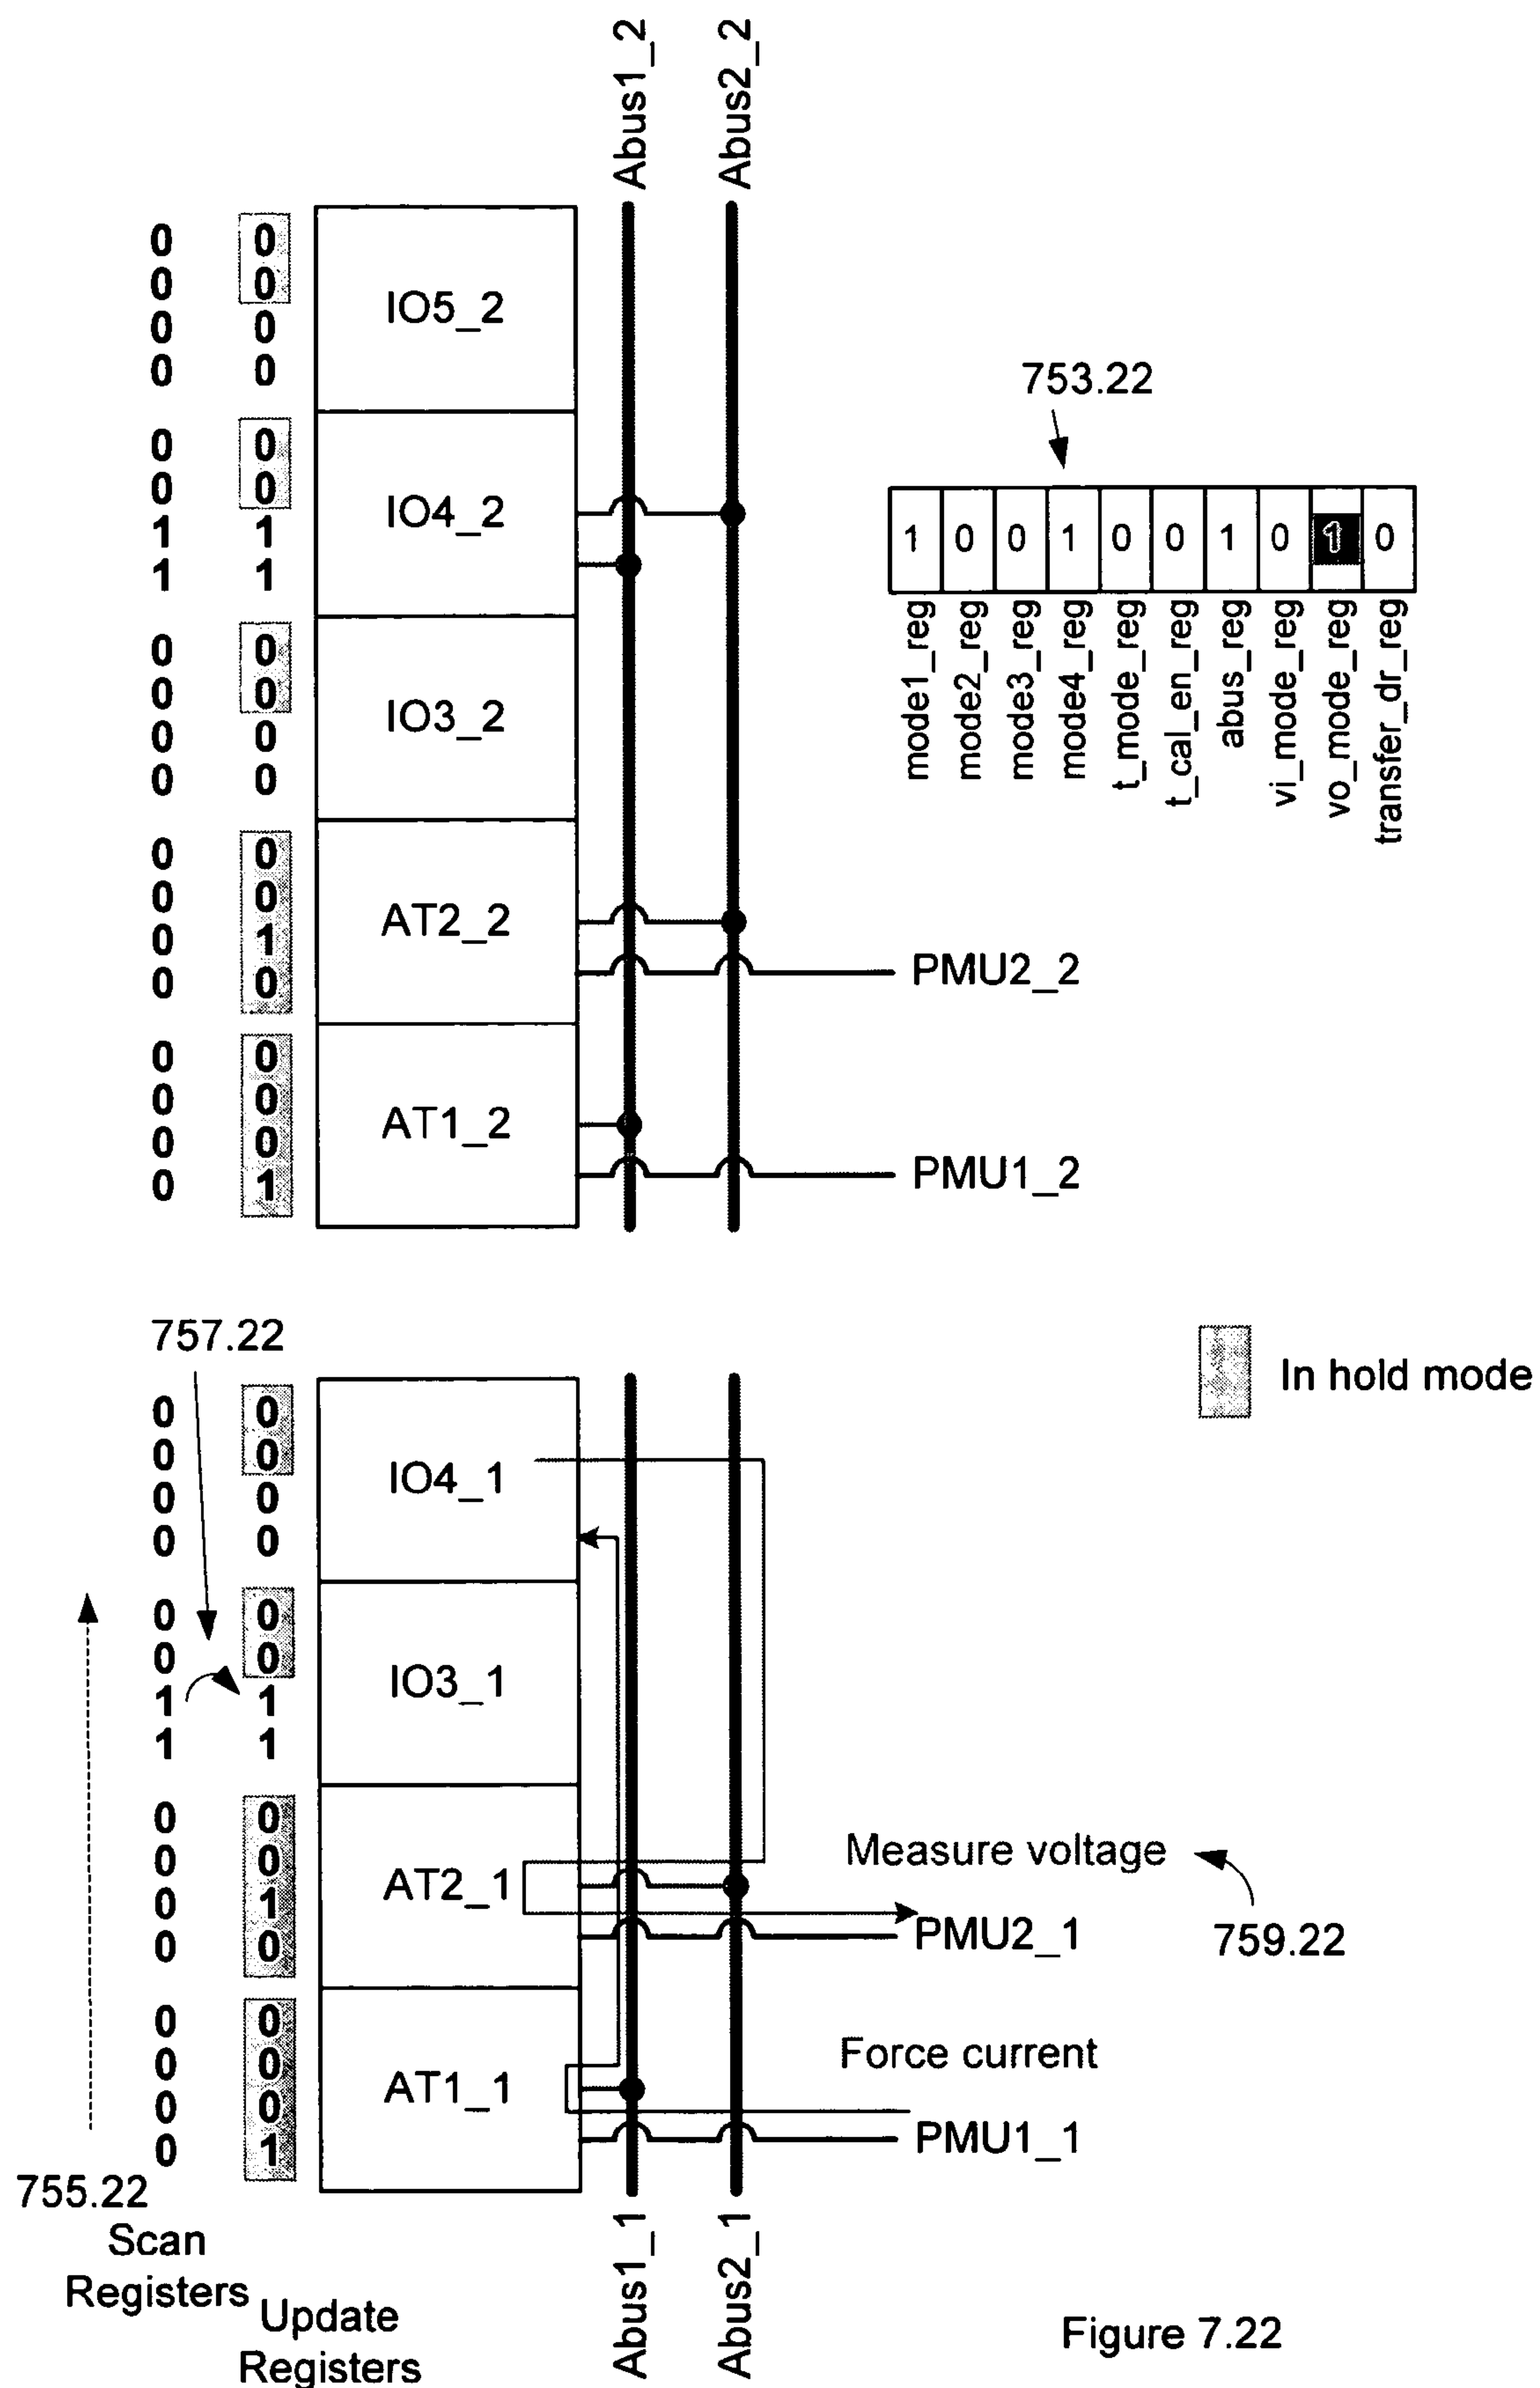 Abus1_2
Abus2_2
0 0
0 0
0 0
0 0
IO5_2
0 0
0 0
1 1
1 1
IO4_2
0 0
0 0
0 0
0 0
IO3_2
0 0
0 0
0 1
0 0
AT2_2
PMU2_2
0 0
0 0
0 0
0 1
AT1_2
PMU1_2
753.22
1 0 0 1 0 0 1 0 1 0
mode1_reg
mode2_reg
mode3_reg
mode4_reg
t_mode_reg
t_cal_en_reg
abus_reg
vi_mode_reg
vo_mode_reg
transfer_dr_reg
757.22
In hold mode
0 0
0 0
0 0
0 0
IO4_1
0 0
0 0
1 1
1 1
IO3_1
0 0
0 0
0 1
0 0
AT2_1
Measure voltage
PMU2_1
759.22
0 0
0 0
0 0
0 1
AT1_1
Force current
PMU1_1
755.22
Scan
Registers
Update
Registers
Abus1_1
Abus2_1
Figure 7.22